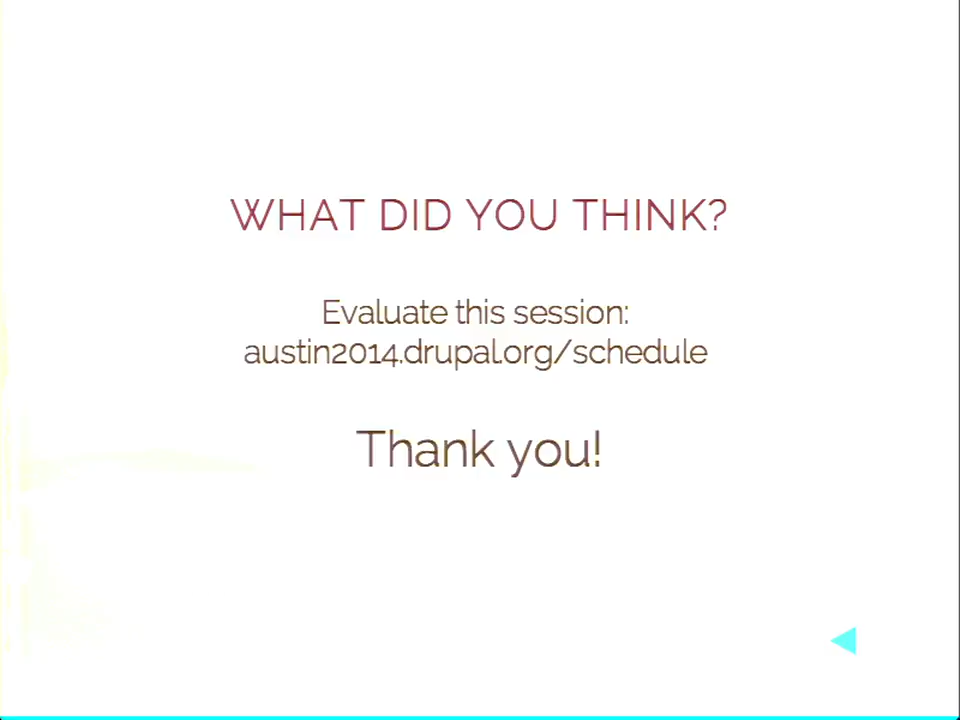 WHAT DID YOU THINK?
Evaluate this session:
austin2014.drupal.org/schedule
Thank you!